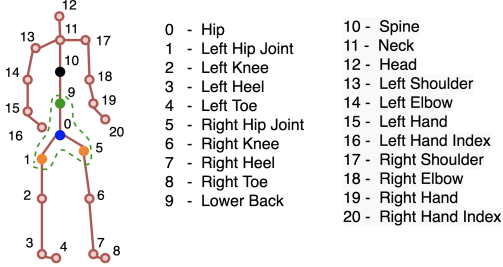 12
11
13
17
10
14
18
9
15
19
16
0
20
1
5
2
6
3
4
7
8
0 - Hip
1 - Left Hip Joint
2 - Left Knee
3 - Left Heel
4 - Left Toe
5 - Right Hip Joint
6 - Right Knee
7 - Right Heel
8 - Right Toe
9 - Lower Back
10 - Spine
11 - Neck
12 - Head
13 - Left Shoulder
14 - Left Elbow
15 - Left Hand
16 - Left Hand Index
17 - Right Shoulder
18 - Right Elbow
19 - Right Hand
20 - Right Hand Index